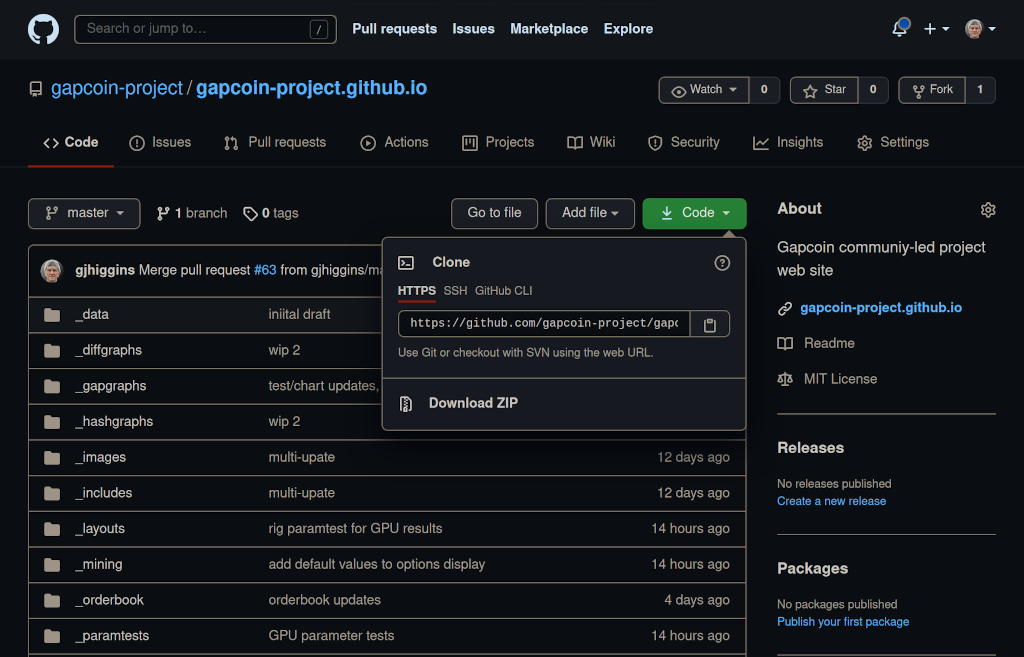 Search or jump to... /
Pull requests Issues Marketplace Explore
gapcoin-project / gapcoin-project.github.io
Watch 0 Star 0 Fork 1
Code Issues Pull requests Actions Projects Wiki Security Insights Settings
master 1 branch 0 tags Go to file Add file Code
gjhiggins Merge pull request #63 from gjhiggins/ma
_data iniital draft
_diffgraphs wip 2
_gapgraphs test/chart updates,
_hashgraphs wip 2
_images multi-upate 12 days ago
_includes multi-upate 12 days ago
_layouts rig paramtest for GPU results 14 hours ago
_mining add default values to options display 14 hours ago
_orderbook orderbook updates 4 days ago
_paramtests GPU parameter tests 14 hours ago
Clone
HTTPS SSH GitHub CLI
https://github.com/gapcoin-project/gapc
Use Git or checkout with SVN using the web URL.
Download ZIP
About
Gapcoin communiy-led project
web site
gapcoin-project.github.io
Readme
MIT License
Releases
No releases published
Create a new release
Packages
No packages published
Publish your first package